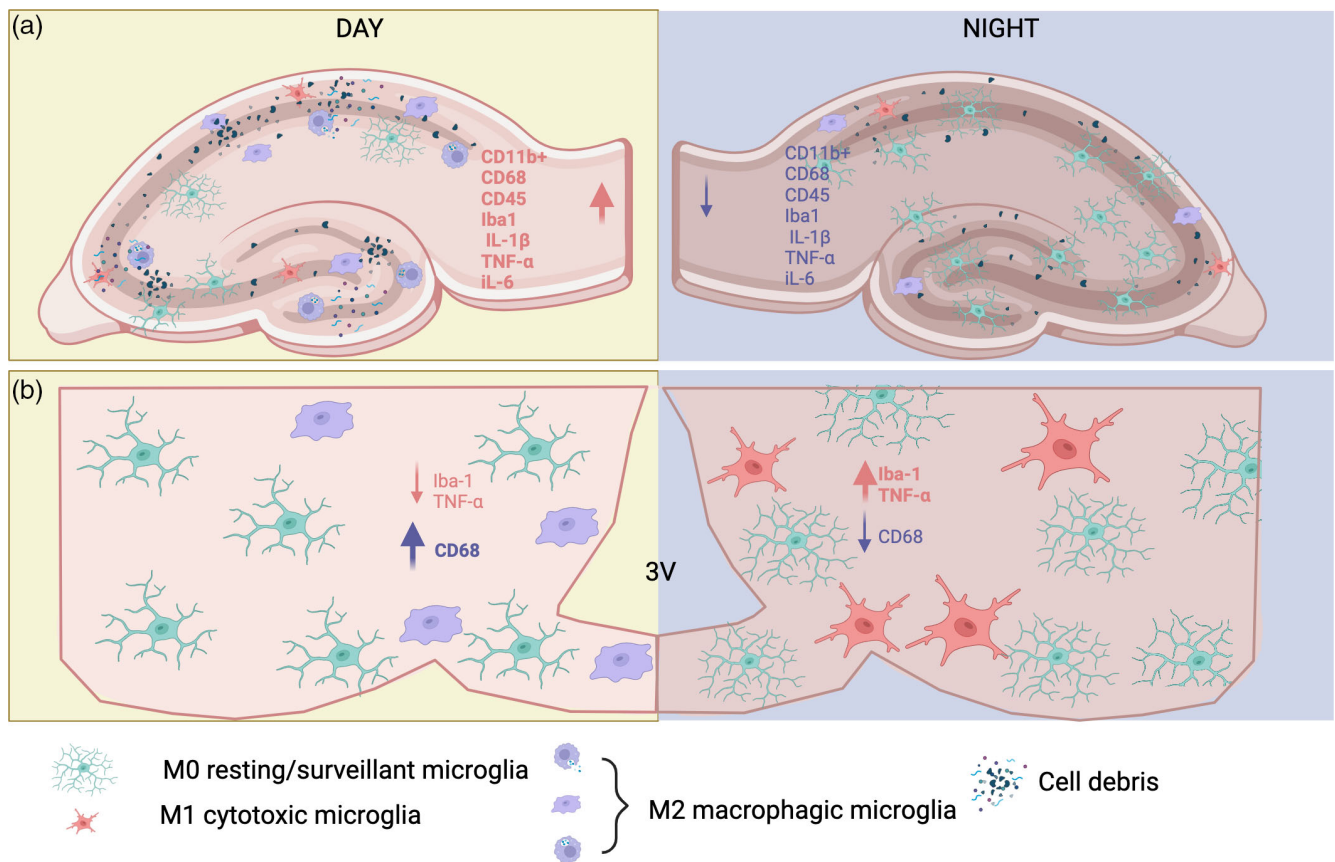 (a)
DAY
NIGHT
CD11b+
CD68
CD45
Iba1
IL-1β
TNF-α
iL-6
CD11b+
CD68
CD45
Iba1
IL-1β
TNF-α
iL-6
(b)
Iba-1
TNF-α
CD68
3V
Iba-1
TNF-α
CD68
M0 resting/surveillant microglia
M1 cytotoxic microglia
M2 macrophagic microglia
Cell debris